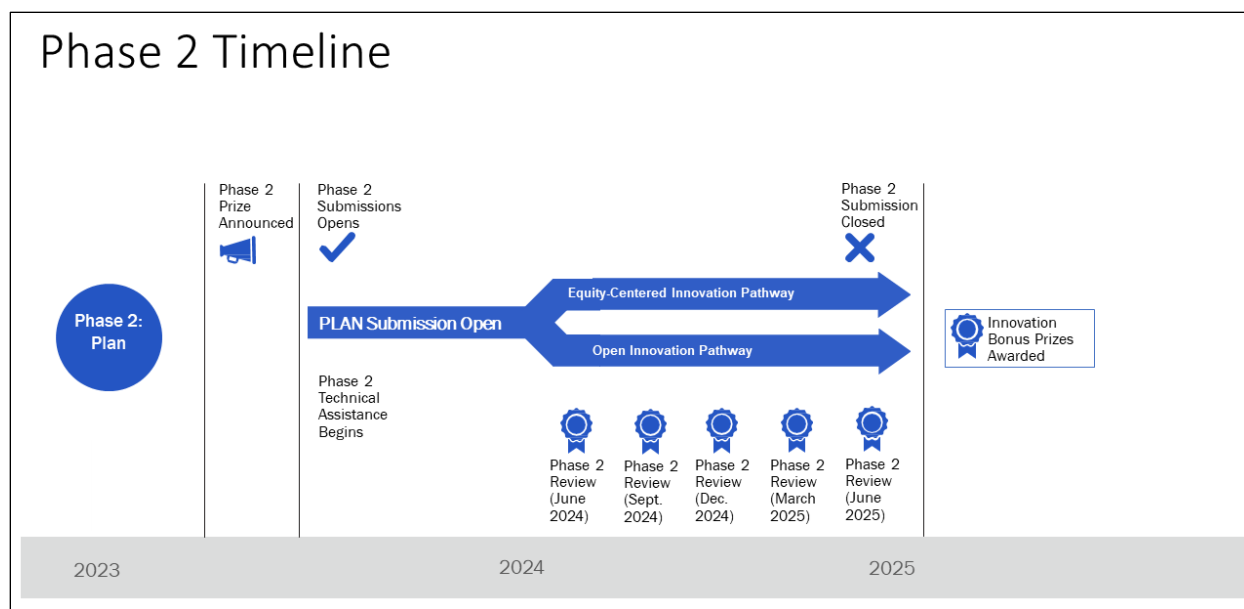 Phase 2 Timeline
Phase 2
Prize
Announced
Phase 2
Submissions
Opens
Phase 2
Submission
Closed
Phase 2:
Plan
PLAN Submission Open
Equity-Centered Innovation Pathway
Open Innovation Pathway
Innovation
Bonus Prizes
Awarded
Phase 2
Technical
Assistance
Begins
Phase 2
Review
(June
2024)
Phase 2
Review
(Sept.
2024)
Phase 2
Review
(Dec.
2024)
Phase 2
Review
(March
2025)
Phase 2
Review
(June
2025)
2023
2024
2025